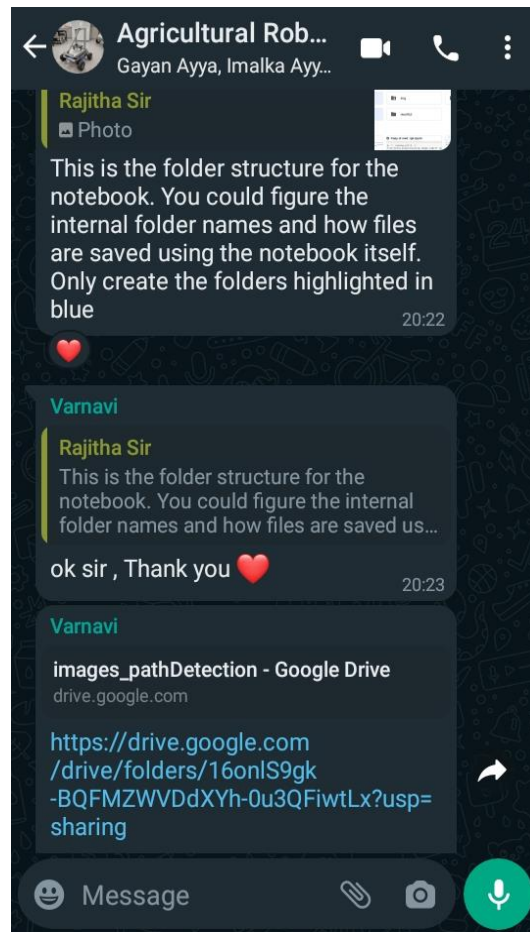 Agricultural Rob...
Gayan Ayya, Imalka Ayy...
Rajitha Sir
Photo
This is the folder structure for the
notebook. You could figure the
internal folder names and how files
are saved using the notebook itself.
Only create the folders highlighted in
blue
20:22
Varnavi
Rajitha Sir
This is the folder structure for the
notebook. You could figure the internal
folder names and how files are saved us...
ok sir , Thank you ❤️
20:23
Varnavi
images_pathDetection - Google Drive
drive.google.com
https://drive.google.com
/drive/folders/16onlS9gk
-BQFMZWVDdXYh-0u3QFiwtLx?usp=
sharing
Message